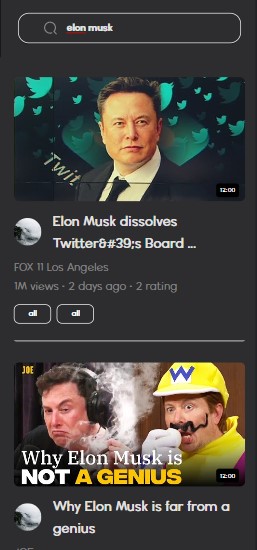 elon musk
Twit
12:00
Elon Musk dissolves
Twitter&#39;s Board ...
FOX 11 Los Angeles
1M views · 2 days ago · 2 rating
all all
JOE
W
Why Elon Musk is
NOT A GENIUS
12:00
Why Elon Musk is far from a
genius
JOE